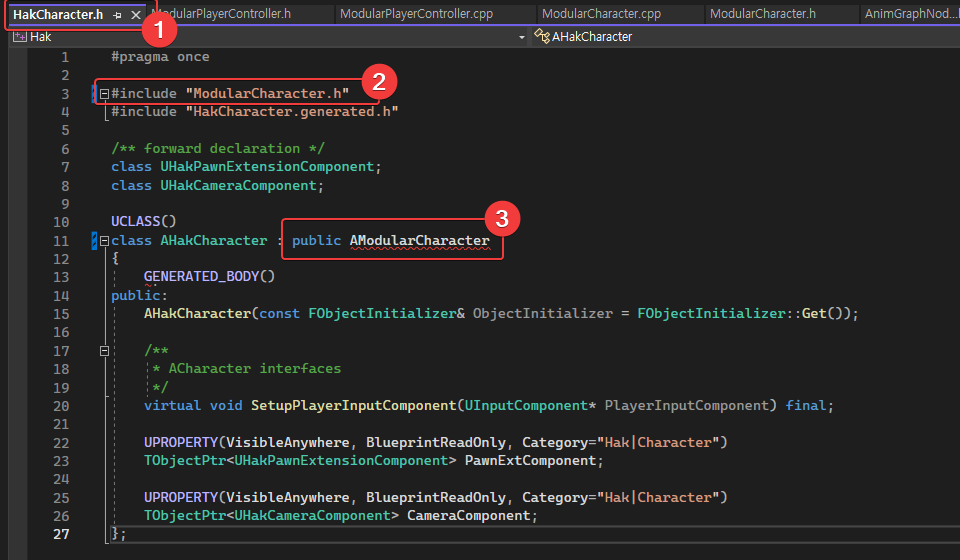 HakCharacter.h
ModularPlayerController.h
ModularPlayerController.cpp
ModularCharacter.cpp
ModularCharacter.h
AnimGraphNod...
1
Hak
AHakCharacter
1 #pragma once
2
2
3 #include "ModularCharacter.h"
4 #include "HakCharacter.generated.h"
5
6 /** forward declaration */
7 class UHakPawnExtensionComponent;
8 class UHakCameraComponent;
9
3
10 UCLASS()
11 class AHakCharacter : public AModularCharacter
12 {
13 GENERATED_BODY()
14 public:
15 AHakCharacter(const FObjectInitializer& ObjectInitializer = FObjectInitializer::Get());
16
17 /**
18 * ACharacter interfaces
19 */
20 virtual void SetupPlayerInputComponent(UInputComponent* PlayerInputComponent) final;
21
22 UPROPERTY(VisibleAnywhere, BlueprintReadOnly, Category="Hak|Character")
23 TObjectPtr<UHakPawnExtensionComponent> PawnExtComponent;
24
25 UPROPERTY(VisibleAnywhere, BlueprintReadOnly, Category="Hak|Character")
26 TObjectPtr<UHakCameraComponent> CameraComponent;
27 };